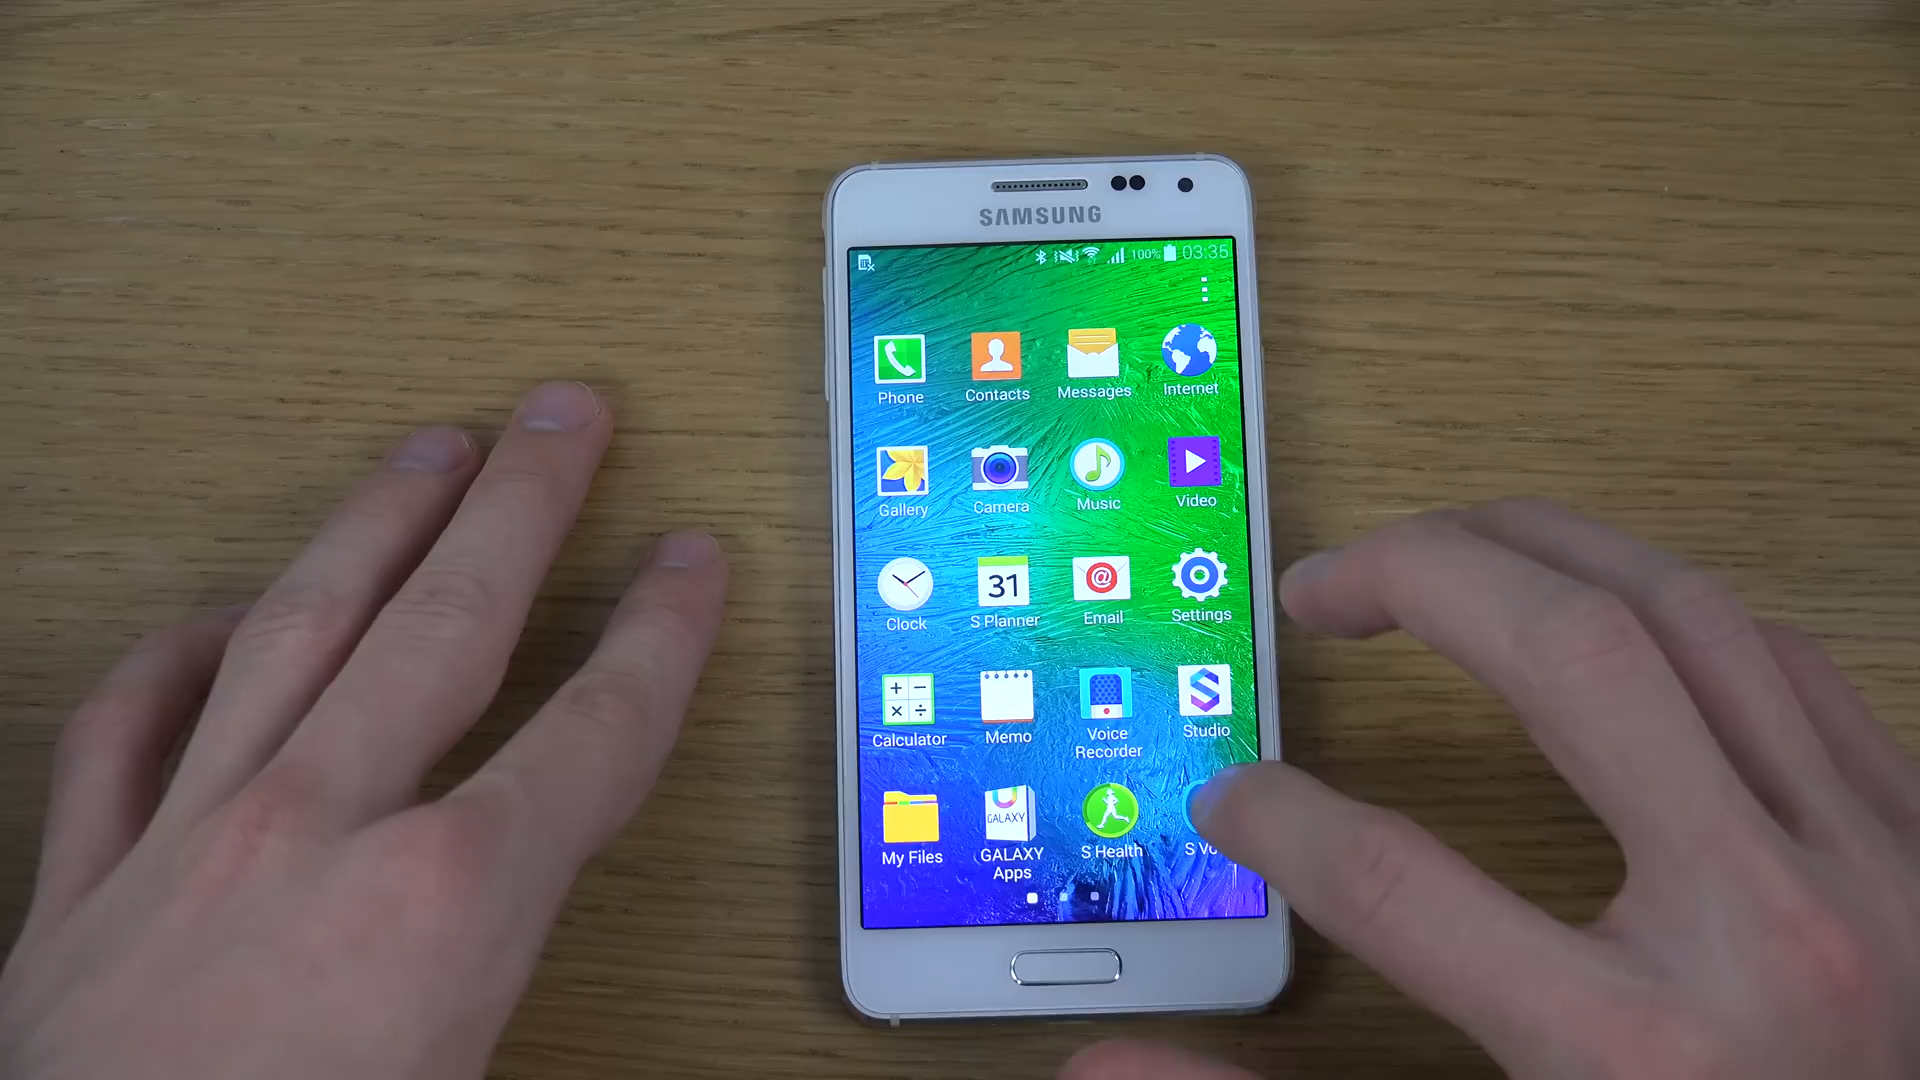 SAMSUNG
100% 03:35
Phone Contacts Messages Internet
Gallery Camera Music Video
31
@
Clock S Planner Email Settings
Calculator Memo Voice Recorder Studio
GALAXY
My Files GALAXY Apps S Health S Vo